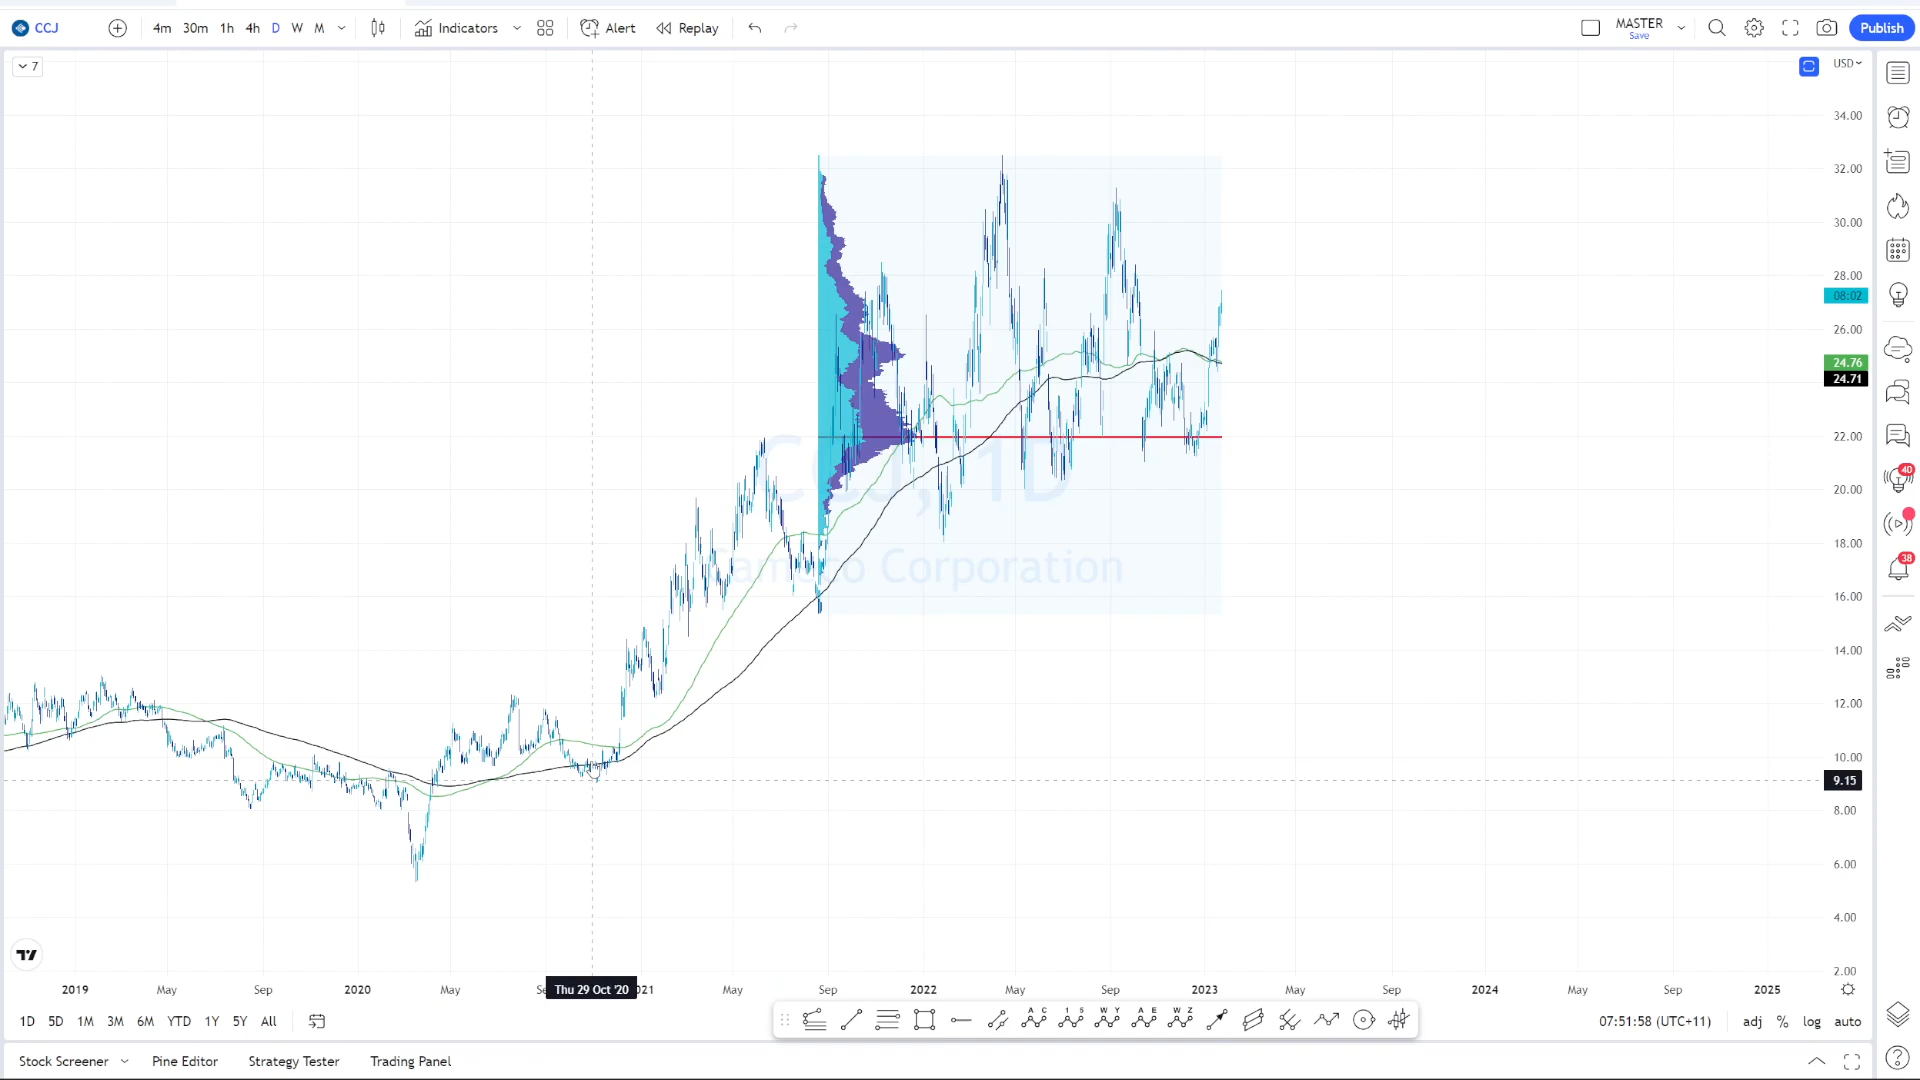 CCJ 4m 30m 1h 4h D W M Indicators Alert Replay MASTER Save Publish
7
USD
34.00
32.00
30.00
28.00
08:02
26.00
24.76
24.71
22.00
20.00
18.00
16.00
14.00
12.00
10.00
9.15
8.00
6.00
4.00
2.00
CCJ, 1D
Cameco Corporation
40
38
2019 May Sep 2020 May Thu 29 Oct '20 May Sep 2022 May Sep 2023 May Sep 2024 May Sep 2025
1D 5D 1M 3M 6M YTD 1Y 5Y All
A C 1 5 W Y A E W Z
07:51:58 (UTC+11) adj % log auto
Stock Screener Pine Editor Strategy Tester Trading Panel